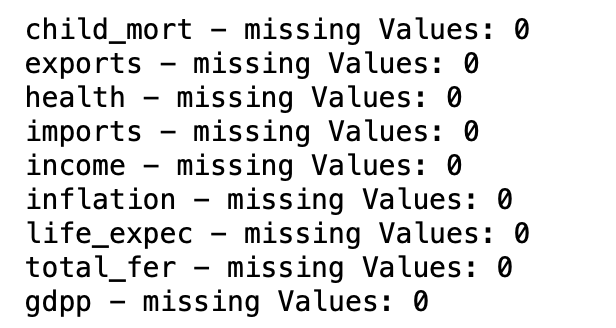 child_mort – missing Values: 0
exports – missing Values: 0
health – missing Values: 0
imports – missing Values: 0
income – missing Values: 0
inflation – missing Values: 0
life_expec – missing Values: 0
total_fer – missing Values: 0
gdpp – missing Values: 0